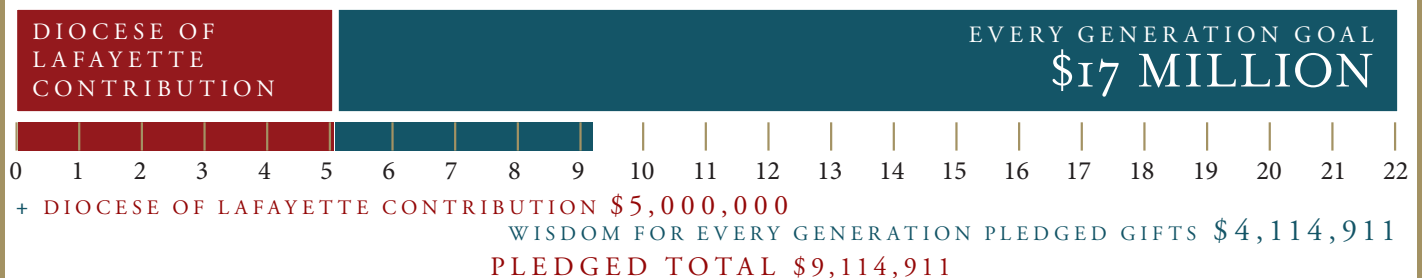 DIOCESE OF
LAFAYETTE
CONTRIBUTION
EVERY GENERATION GOAL
$17 MILLION
0 1 2 3 4 5 6 7 8 9 10 11 12 13 14 15 16 17 18 19 20 21 22
+ DIOCESE OF LAFAYETTE CONTRIBUTION $5,000,000
WISDOM FOR EVERY GENERATION PLEDGED GIFTS $4,114,911
PLEDGED TOTAL $9,114,911